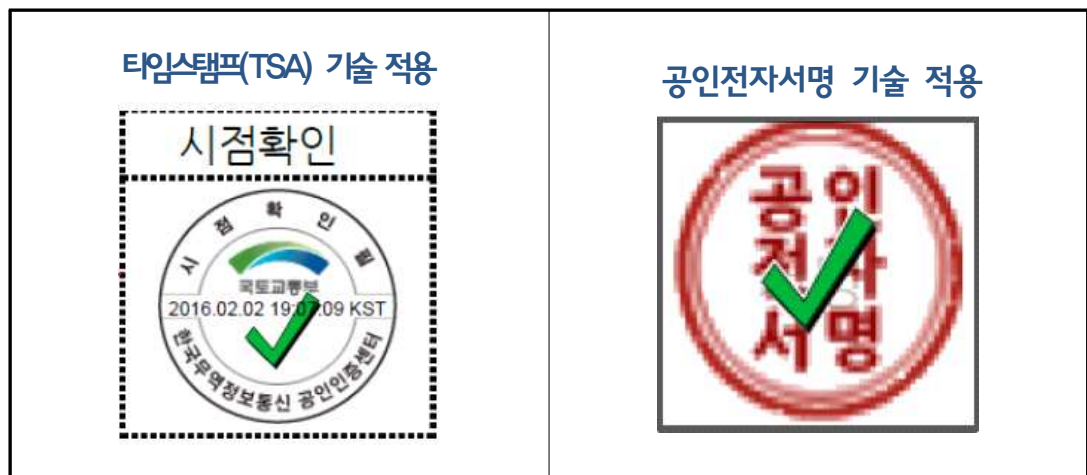 타임스탬프(TSA) 기술 적용
시점확인
시점확인필
국토교통부
2016.02.02 19:07:09 KST
한국무역정보통신 공인인증센터
공인전자서명 기술 적용
공인
전자
서명